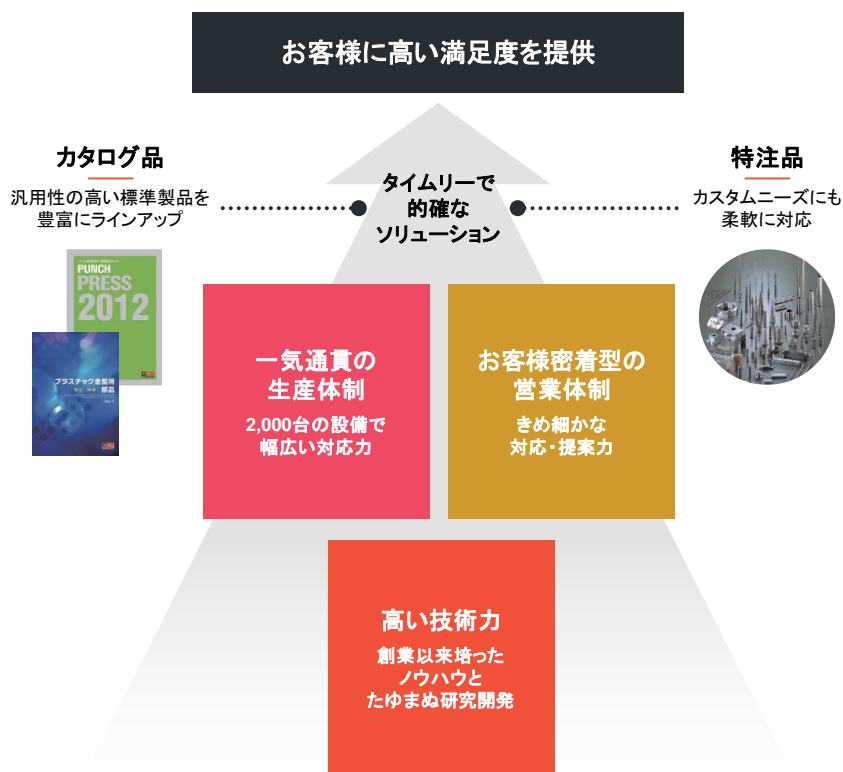 お客様に高い満足度を提供
カタログ品
汎用性の高い標準製品を
豊富にラインアップ
タイムリーで
的確な
ソリューション
特注品
カスタムニーズにも
柔軟に対応
PUNCH
PRESS
2012
プラスチック金型用
部品
一気通貫の
生産体制
2,000台の設備で
幅広い対応力
お客様密着型の
営業体制
きめ細かな
対応・提案力
高い技術力
創業以来培った
ノウハウと
たゆまぬ研究開発